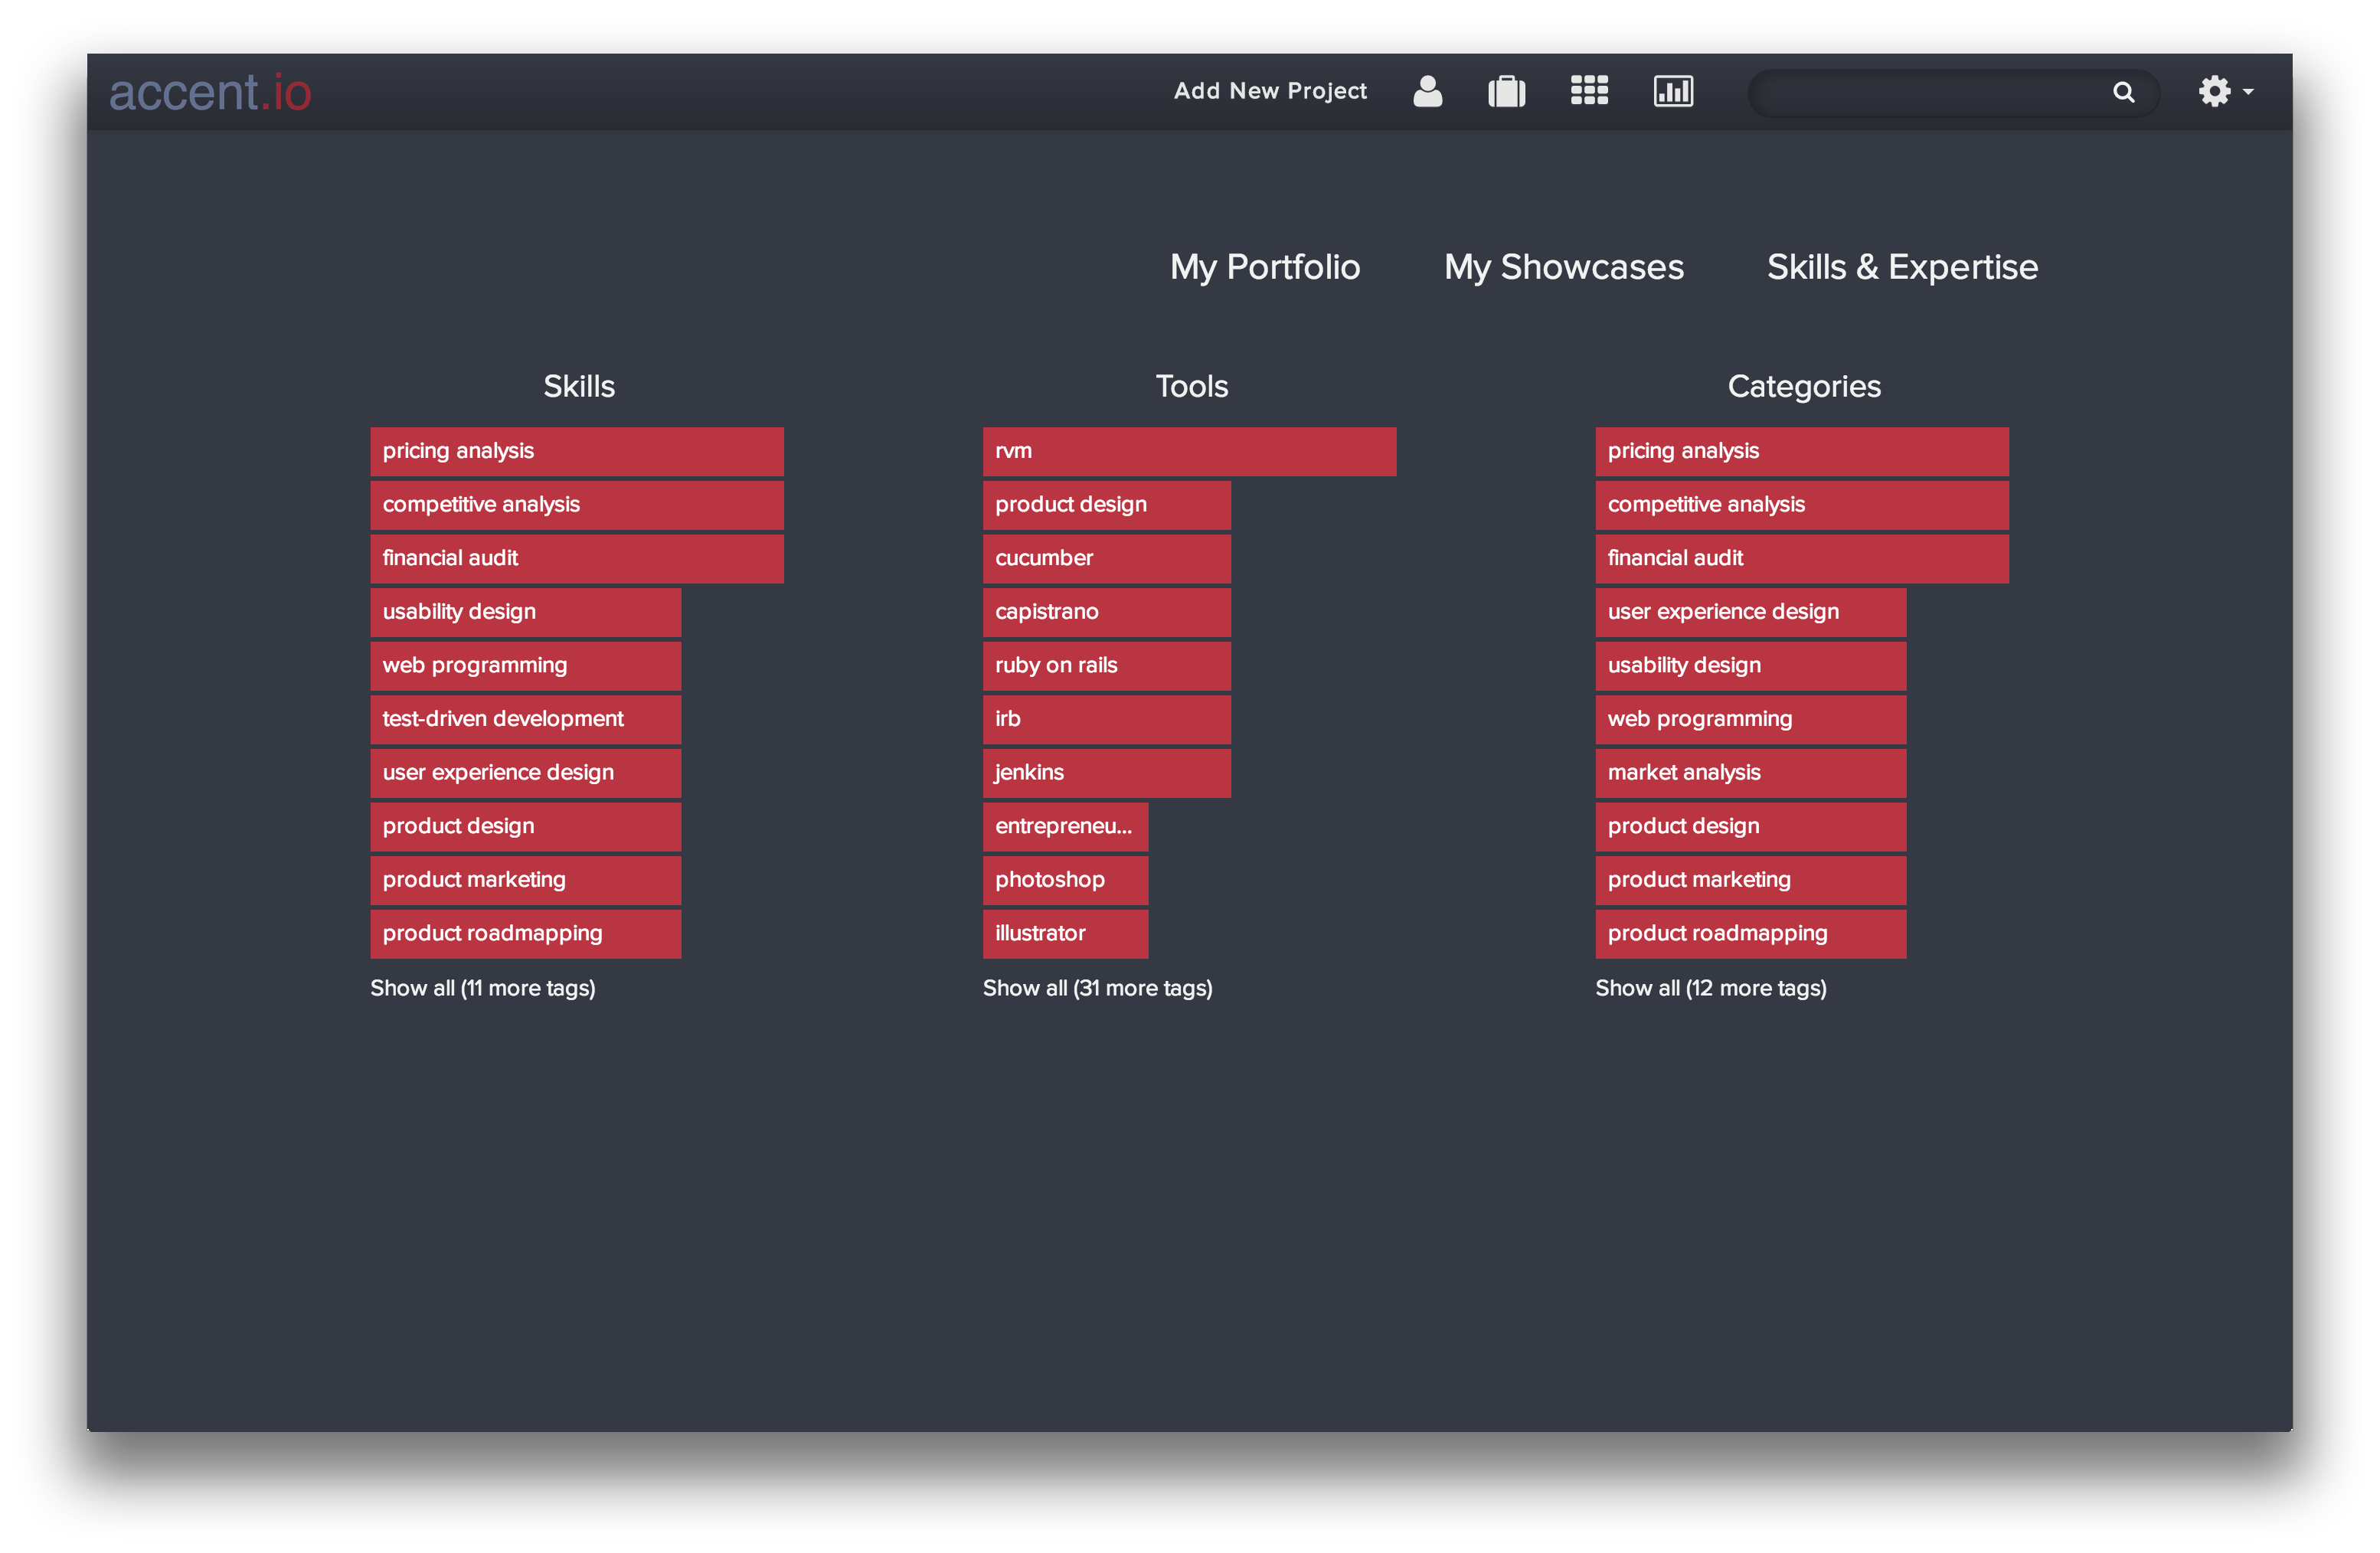 accent.io
Add New Project
My Portfolio
My Showcases
Skills & Expertise
Skills
pricing analysis
competitive analysis
financial audit
usability design
web programming
test-driven development
user experience design
product design
product marketing
product roadmapping
Show all (11 more tags)
Tools
rvm
product design
cucumber
capistrano
ruby on rails
irb
jenkins
entrepreneu...
photoshop
illustrator
Show all (31 more tags)
Categories
pricing analysis
competitive analysis
financial audit
user experience design
usability design
web programming
market analysis
product design
product marketing
product roadmapping
Show all (12 more tags)